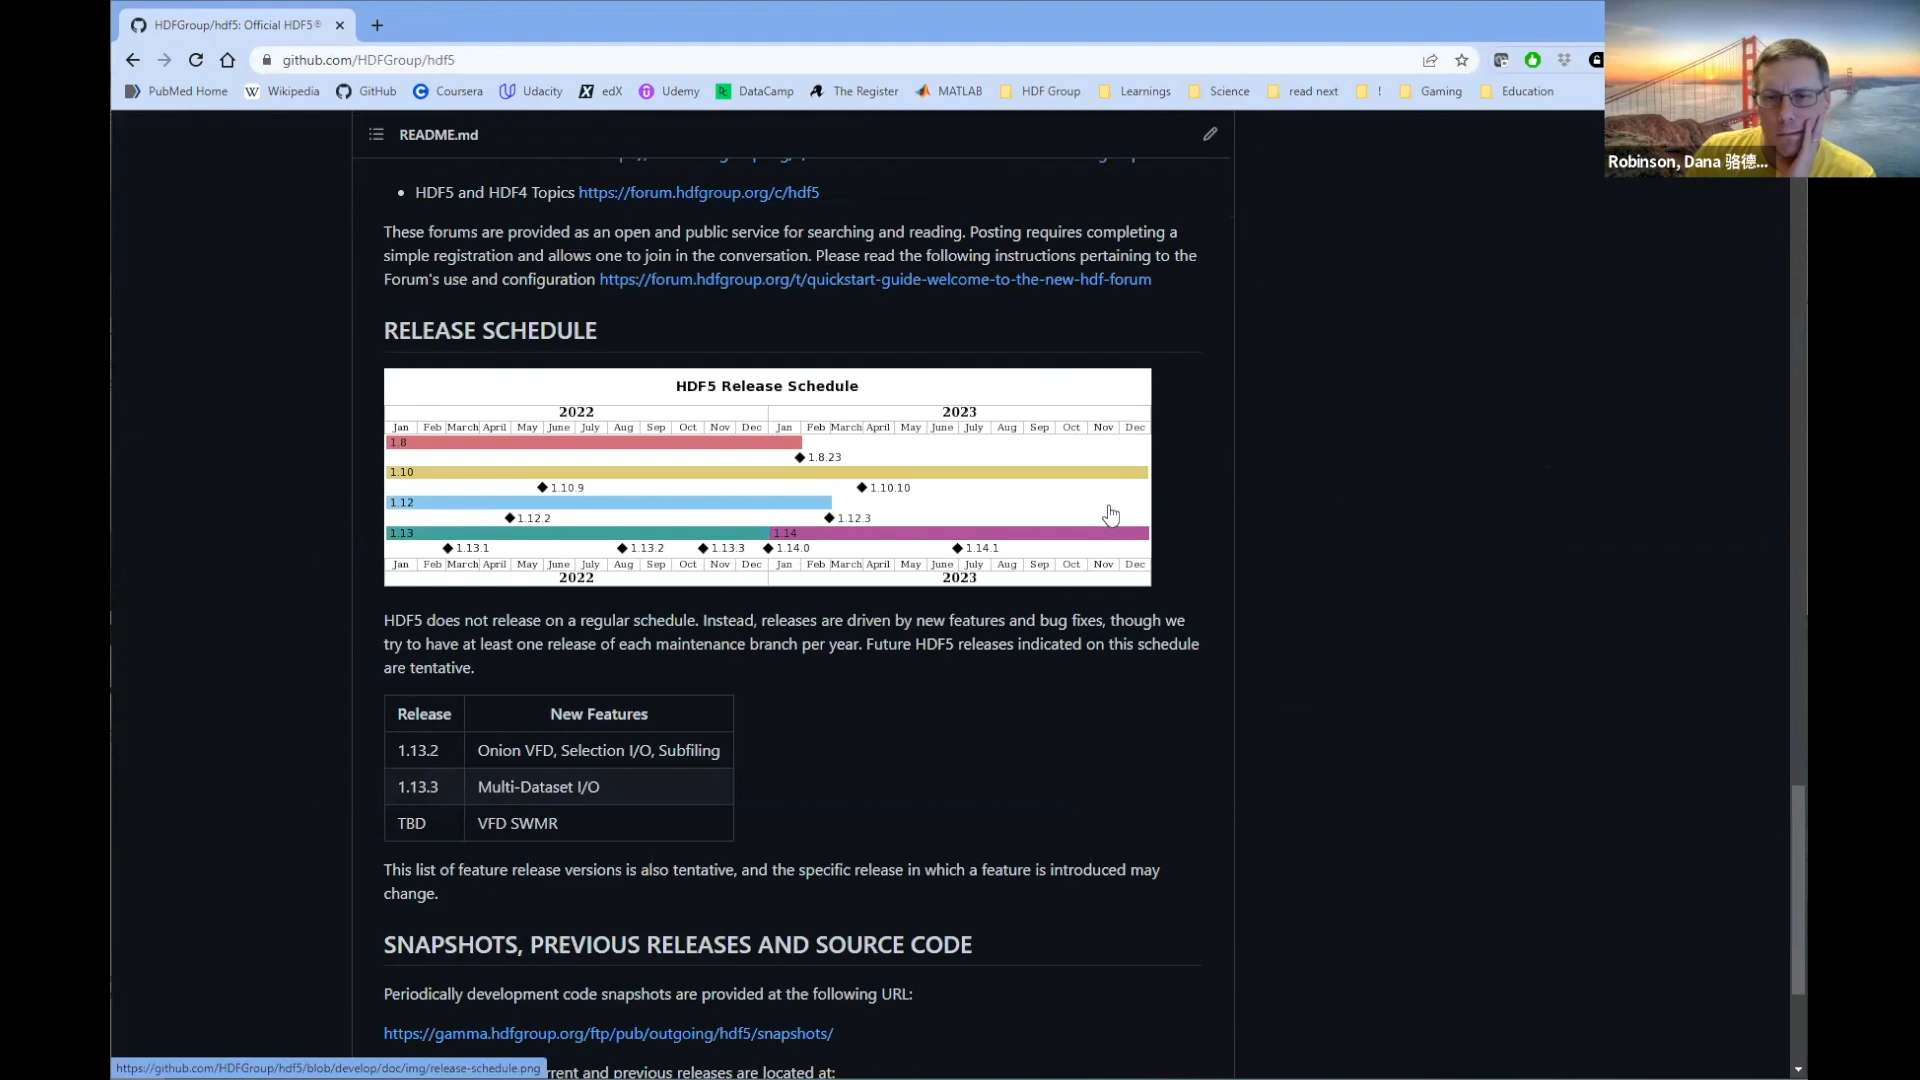 HDFGroup/hdf5: Official HDF5®
github.com/HDFGroup/hdf5
PubMed Home Wikipedia GitHub Coursera Udacity edX Udemy DataCamp The Register MATLAB HDF Group Learnings Science read next ! Gaming Education
Robinson, Dana 骆德...
README.md
• HDF5 and HDF4 Topics https://forum.hdfgroup.org/c/hdf5
These forums are provided as an open and public service for searching and reading. Posting requires completing a
simple registration and allows one to join in the conversation. Please read the following instructions pertaining to the
Forum's use and configuration https://forum.hdfgroup.org/t/quickstart-guide-welcome-to-the-new-hdf-forum
RELEASE SCHEDULE
HDF5 Release Schedule
2022 2023
Jan Feb March April May June July Aug Sep Oct Nov Dec Jan Feb March April May June July Aug Sep Oct Nov Dec
1.8
1.8.23
1.10
1.10.9 1.10.10
1.12
1.12.2 1.12.3
1.13 1.14
1.13.1 1.13.2 1.13.3 1.14.0 1.14.1
Jan Feb March April May June July Aug Sep Oct Nov Dec Jan Feb March April May June July Aug Sep Oct Nov Dec
2022 2023
HDF5 does not release on a regular schedule. Instead, releases are driven by new features and bug fixes, though we
try to have at least one release of each maintenance branch per year. Future HDF5 releases indicated on this schedule
are tentative.
Release New Features
1.13.2 Onion VFD, Selection I/O, Subfiling
1.13.3 Multi-Dataset I/O
TBD VFD SWMR
This list of feature release versions is also tentative, and the specific release in which a feature is introduced may
change.
SNAPSHOTS, PREVIOUS RELEASES AND SOURCE CODE
Periodically development code snapshots are provided at the following URL:
https://gamma.hdfgroup.org/ftp/pub/outgoing/hdf5/snapshots/
https://github.com/HDFGroup/hdf5/blob/develop/doc/img/release-schedule.png
and previous releases are located at: